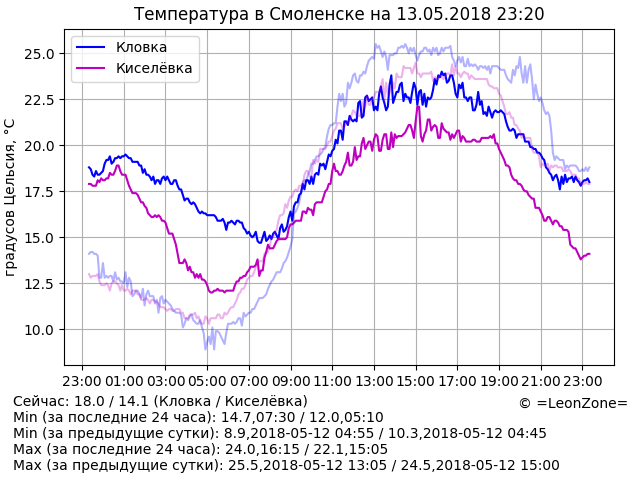 Температура в Смоленске на 13.05.2018 23:20
градусов Цельсия, °C
25.0
22.5
20.0
17.5
15.0
12.5
10.0
Кловка
Киселёвка
23:00 01:00 03:00 05:00 07:00 09:00 11:00 13:00 15:00 17:00 19:00 21:00 23:00
Сейчас: 18.0 / 14.1 (Кловка / Киселёвка)
© =LeonZone=
Min (за последние 24 часа): 14.7,07:30 / 12.0,05:10
Min (за предыдущие сутки): 8.9,2018-05-12 04:55 / 10.3,2018-05-12 04:45
Max (за последние 24 часа): 24.0,16:15 / 22.1,15:05
Max (за предыдущие сутки): 25.5,2018-05-12 13:05 / 24.5,2018-05-12 15:00